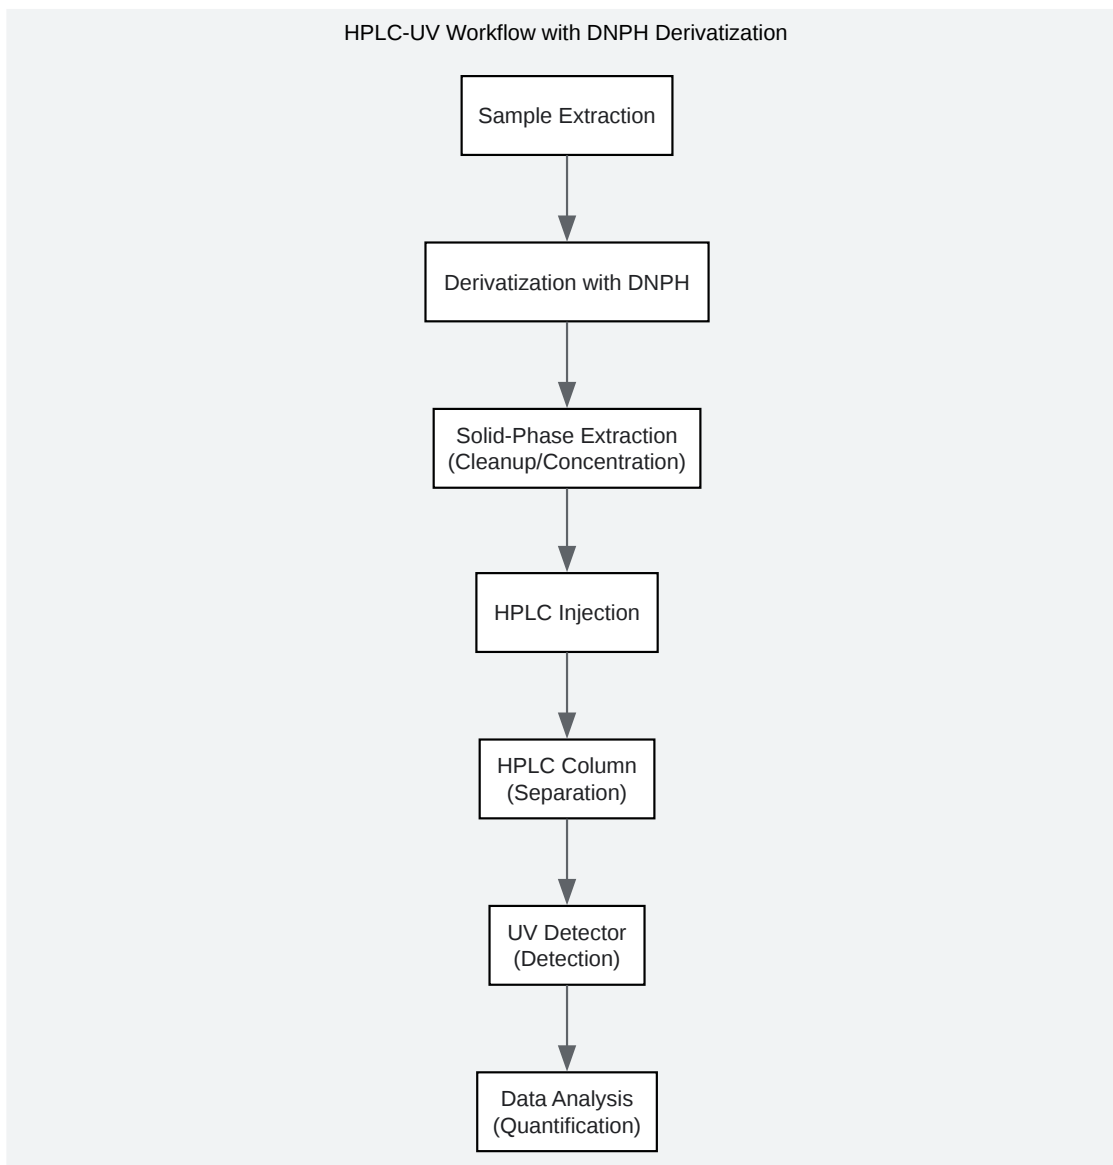 HPLC-UV Workflow with DNPH Derivatization
Sample Extraction
Derivatization with DNPH
Solid-Phase Extraction
(Cleanup/Concentration)
HPLC Injection
HPLC Column
(Separation)
UV Detector
(Detection)
Data Analysis
(Quantification)